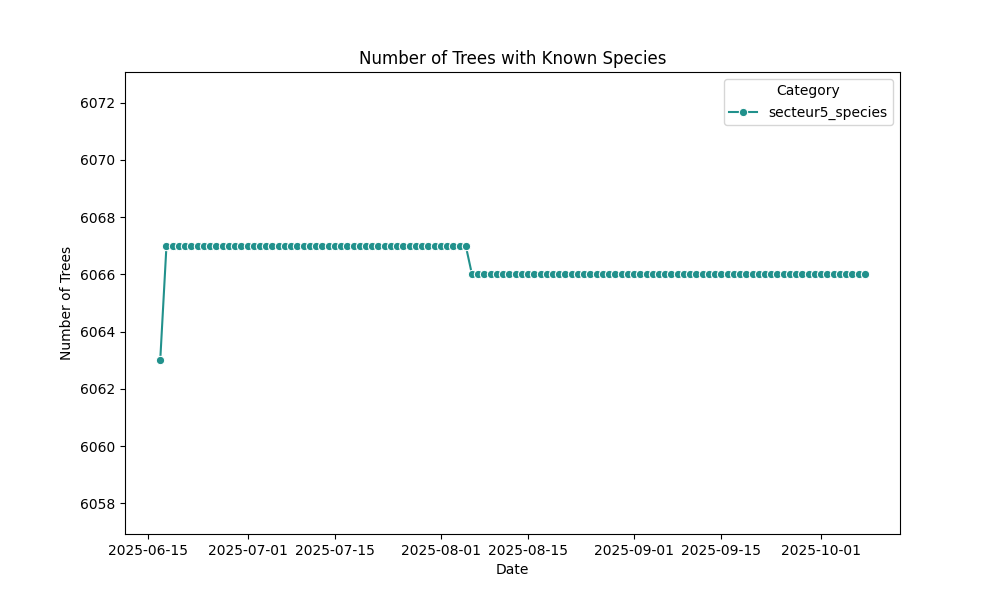 Number of Trees with Known Species
Category
secteur5_species
6072
6070
6068
6066
6064
6062
6060
6058
Number of Trees
2025-06-15 2025-07-01 2025-07-15 2025-08-01 2025-08-15 2025-09-01 2025-09-15 2025-10-01
Date